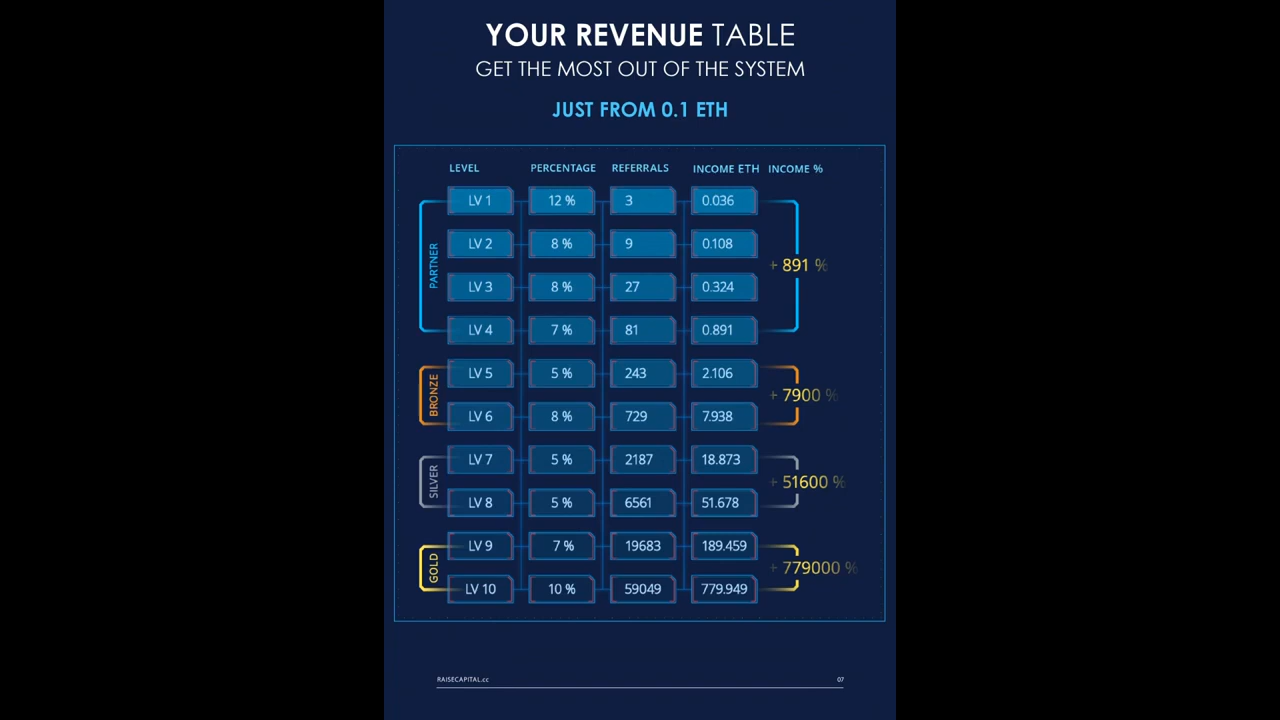 YOUR REVENUE TABLE
GET THE MOST OUT OF THE SYSTEM
JUST FROM 0.1 ETH
LEVEL PERCENTAGE REFERRALS INCOME ETH INCOME %
LV 1 12 % 3 0.036
LV 2 8 % 9 0.108
PARTNER + 891 %
LV 3 8 % 27 0.324
LV 4 7 % 81 0.891
LV 5 5 % 243 2.106
BRONZE + 7900 %
LV 6 8 % 729 7.938
LV 7 5 % 2187 18.873
SILVER + 51600 %
LV 8 5 % 6561 51.678
LV 9 7 % 19683 189.459
GOLD + 779000 %
LV 10 10 % 59049 779.949
RAISECAPITAL.cc 07